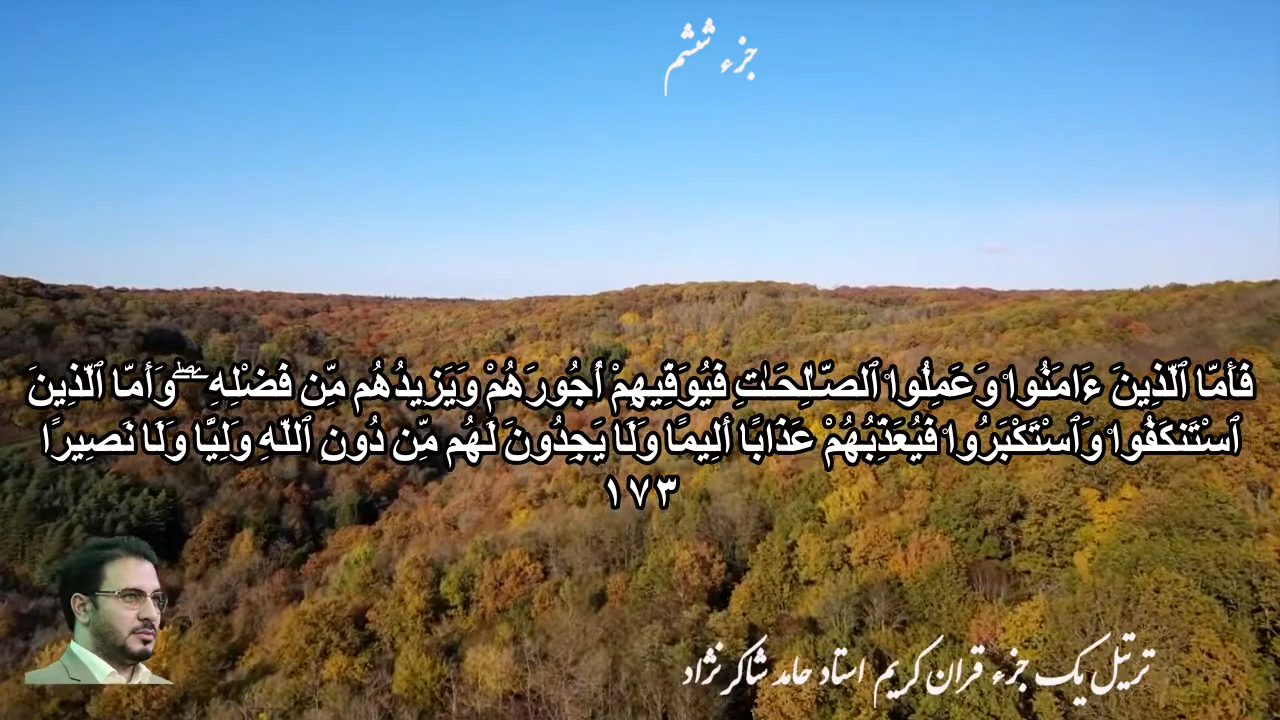 جزء ششم
فَأَمَّا ٱلَّذِينَ ءَامَنُوا۟ وَعَمِلُوا۟ ٱلصَّـٰلِحَـٰتِ فَيُوَفِّيهِمْ أُجُورَهُمْ وَيَزِيدُهُم مِّن فَضْلِهِۦ ۖ وَأَمَّا ٱلَّذِينَ
ٱسْتَنكَفُوا۟ وَٱسْتَكْبَرُوا۟ فَيُعَذِّبُهُمْ عَذَابًا أَلِيمًا وَلَا يَجِدُونَ لَهُم مِّن دُونِ ٱللَّهِ وَلِيًّا وَلَا نَصِيرًا
١٧٣
ترتیل یک جزء قران کریم استاد حامد شاکرنژاد